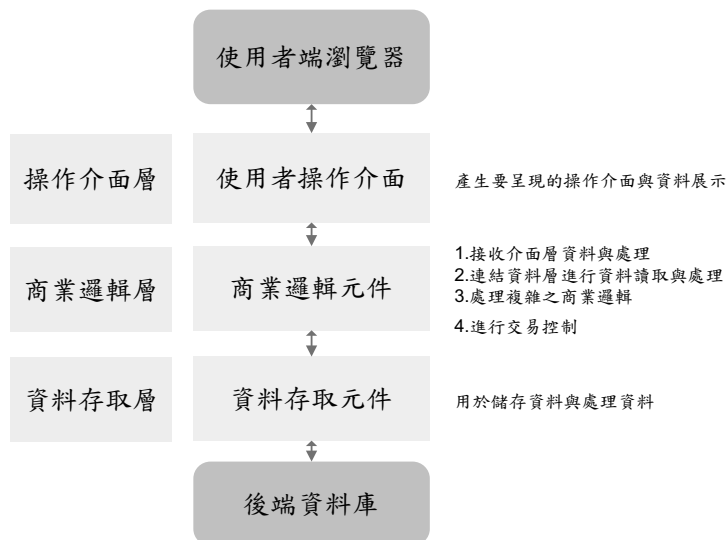 使用者端瀏覽器
操作介面層
使用者操作介面
產生要呈現的操作介面與資料展示
商業邏輯層
商業邏輯元件
1.接收介面層資料與處理
2.連結資料層進行資料讀取與處理
3.處理複雜之商業邏輯
4.進行交易控制
資料存取層
資料存取元件
用於儲存資料與處理資料
後端資料庫